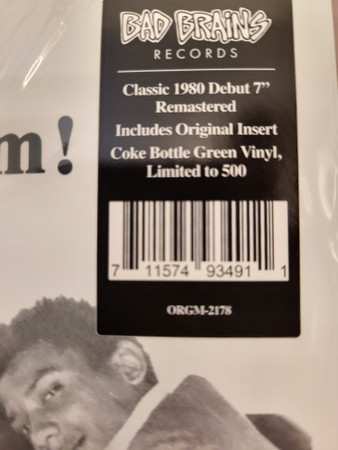 BAD BRAINS
RECORDS
Classic 1980 Debut 7”
Remastered
Includes Original Insert
Coke Bottle Green Vinyl,
Limited to 500
m!
7 11574 93491 1
ORGM-2178